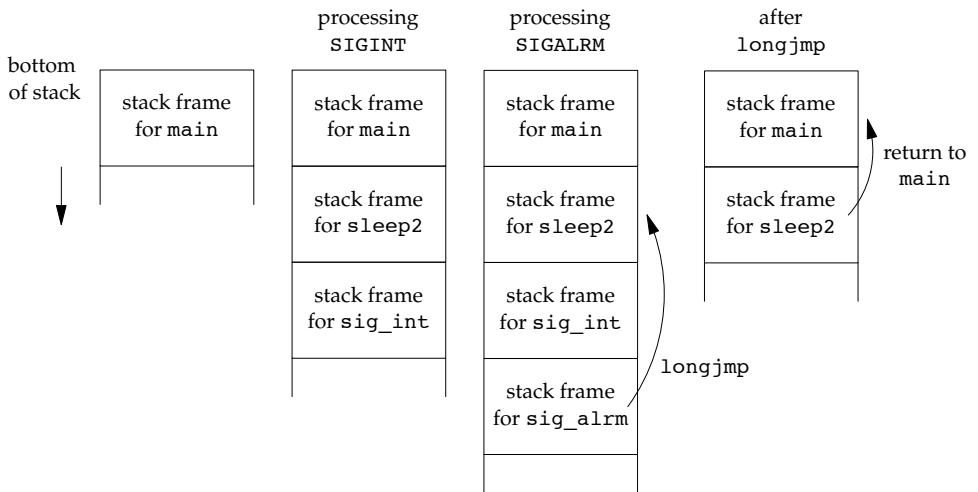 processing
SIGINT
processing
SIGALRM
after
longjmp
bottom
of stack
stack frame
for main
stack frame
for main
stack frame
for main
stack frame
for main
return to
main
stack frame
for sleep2
stack frame
for sleep2
stack frame
for sleep2
stack frame
for sig_int
stack frame
for sig_int
longjmp
stack frame
for sig_alrm